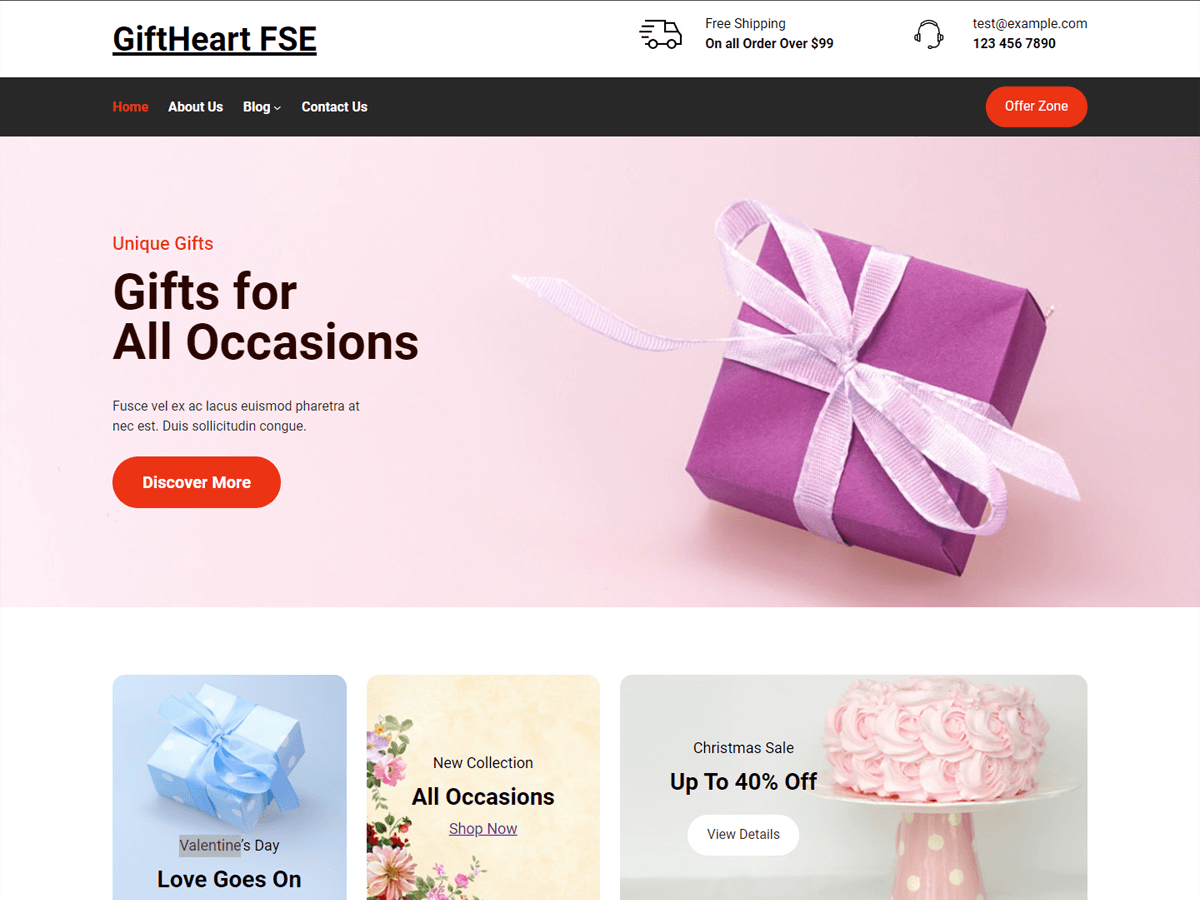 GiftHeart FSE
Free Shipping
On all Order Over $99
test@example.com
123 456 7890
Home
About Us
Blog
Contact Us
Offer Zone
Unique Gifts
Gifts for
All Occasions
Fusce vel ex ac lacus euismod pharetra at
nec est. Duis sollicitudin congue.
Discover More
Valentine's Day
Love Goes On
New Collection
All Occasions
Shop Now
Christmas Sale
Up To 40% Off
View Details